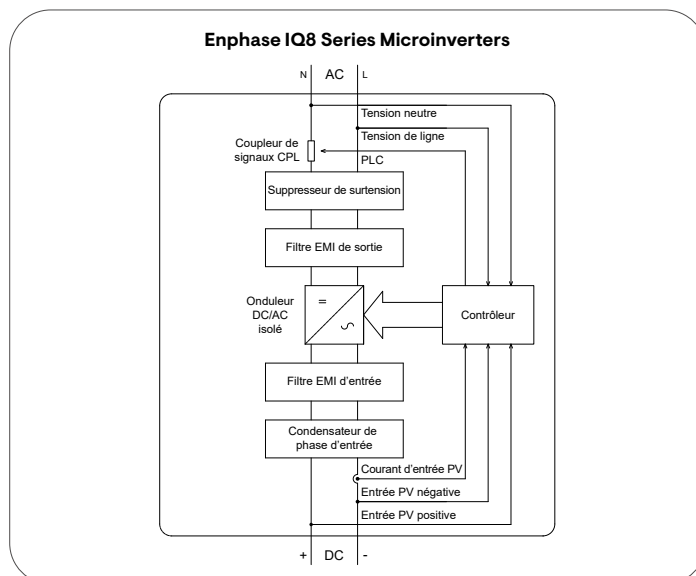 Enphase IQ8 Series Microinverters
N AC L
Tension neutre
Tension de ligne
Coupleur de
signaux CPL
PLC
Suppresseur de surtension
Filtre EMI de sortie
Onduleur
DC/AC
isolé
=
∿
Contrôleur
Filtre EMI d'entrée
Condensateur de
phase d'entrée
Courant d'entrée PV
Entrée PV négative
Entrée PV positive
+ DC -